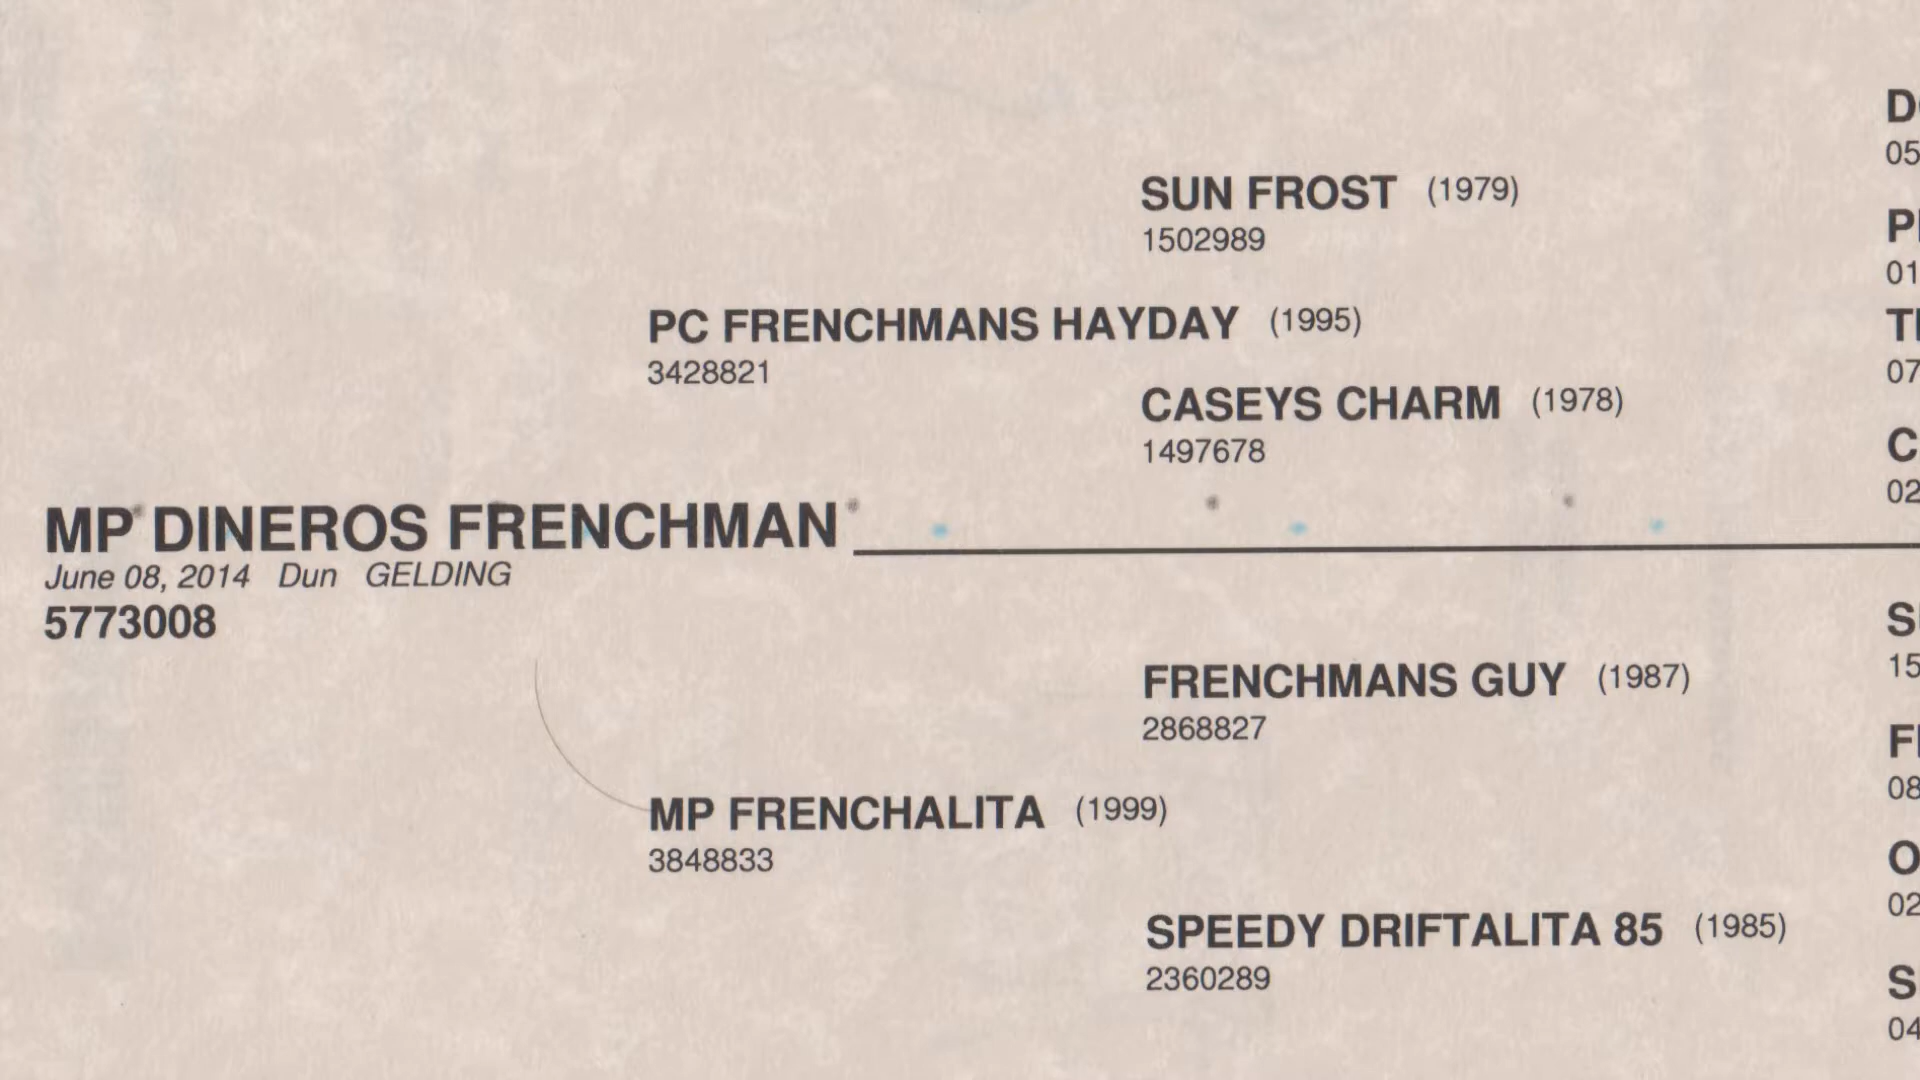 SUN FROST (1979)
1502989
PC FRENCHMANS HAYDAY (1995)
3428821
CASEYS CHARM (1978)
1497678
MP DINEROS FRENCHMAN
June 08, 2014 Dun GELDING
5773008
FRENCHMANS GUY (1987)
2868827
MP FRENCHALITA (1999)
3848833
SPEEDY DRIFTALITA 85 (1985)
2360289